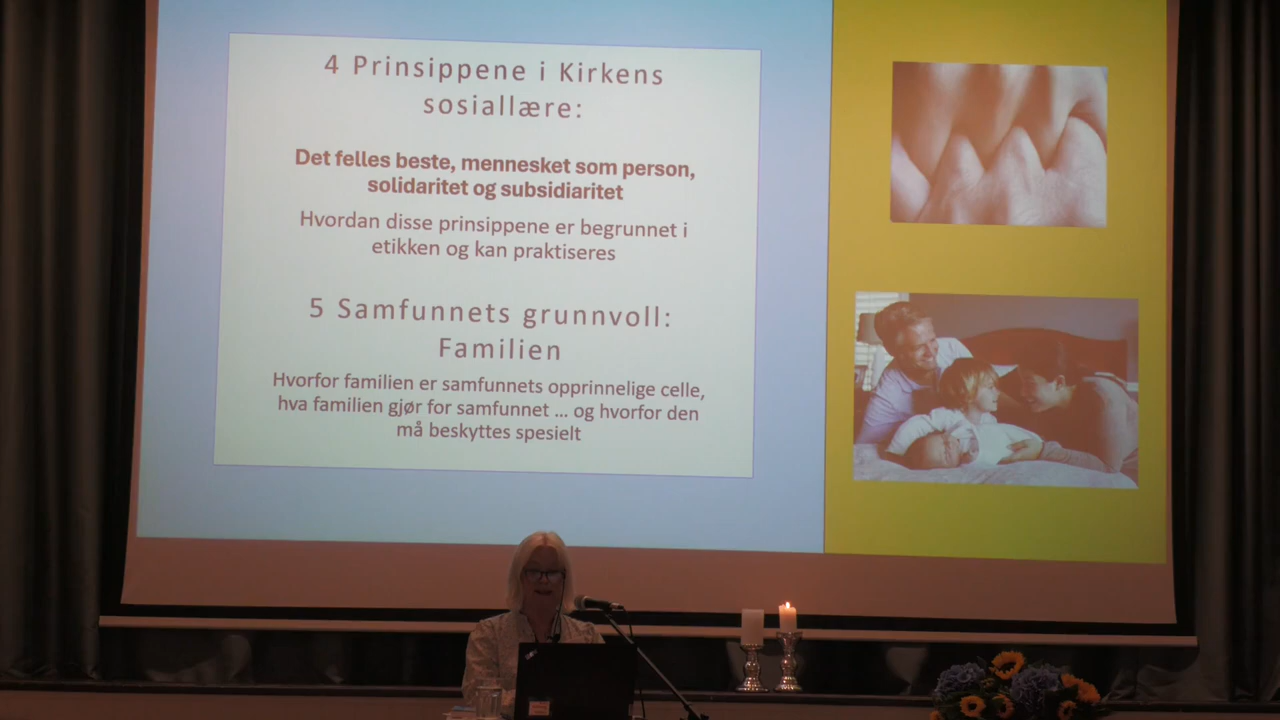 4 Prinsippene i Kirkens
sosiallære:
Det felles beste, mennesket som person,
solidaritet og subsidiaritet
Hvordan disse prinsippene er begrunnet i
etikken og kan praktiseres
5 Samfunnets grunnvoll:
Familien
Hvorfor familien er samfunnets opprinnelige celle,
hva familien gjør for samfunnet ... og hvorfor den
må beskyttes spesielt